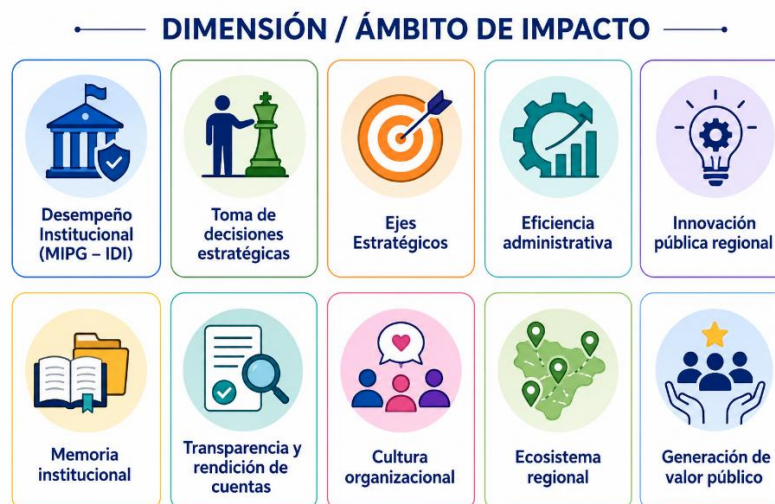 DIMENSIÓN / ÁMBITO DE IMPACTO
Desempeño
Institucional
(MIPG – IDI)
Toma de
decisiones
estratégicas
Ejes
Estratégicos
Eficiencia
administrativa
Innovación
pública regional
Memoria
institucional
Transparencia y
rendición de
cuentas
Cultura
organizacional
Ecosistema
regional
Generación de
valor público